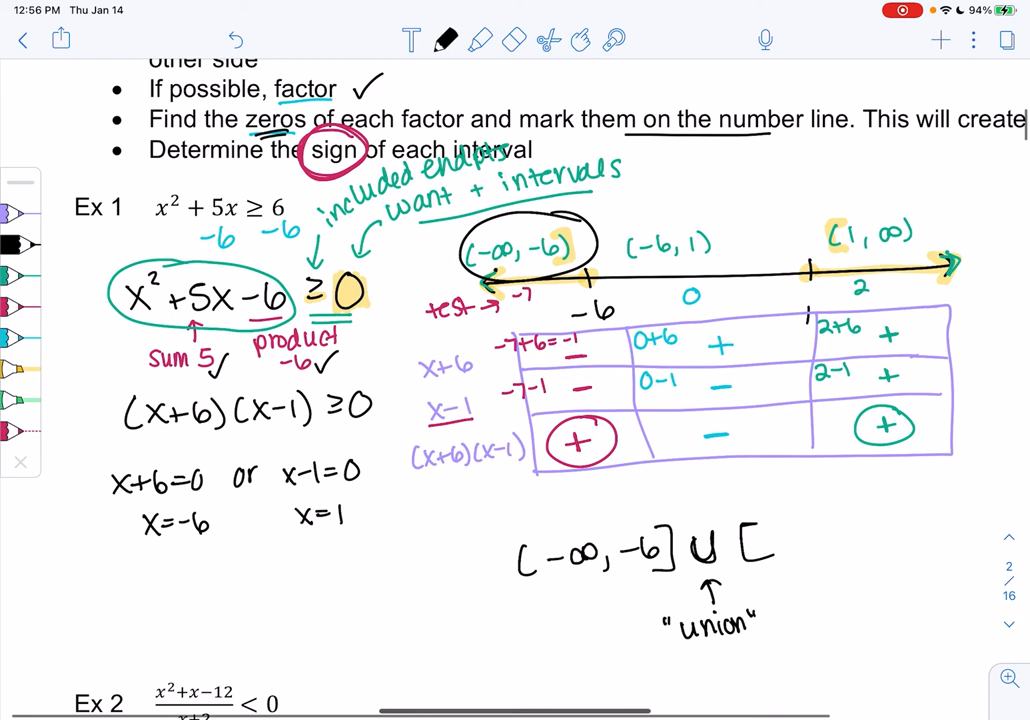 12:56 PM Thu Jan 14
94%
other side
• If possible, factor ✓
• Find the zeros of each factor and mark them on the number line. This will create
• Determine the sign of each interval
included endpts
want + intervals
Ex 1 x² + 5x ≥ 6
-6 -6
x² + 5x - 6 ≥ 0
sum 5 ✓
product
-6 ✓
(x+6)(x-1) ≥ 0
x+6=0 or x-1=0
x=-6 x=1
(-∞, -6) (-6, 1) (1, ∞)
test → -7 0 2
-6 1
x+6 -7+6=-1 − 0+6 + 2+6 +
x-1 -7-1 − 0-1 − 2-1 +
(x+6)(x-1) + − +
(-∞, -6] ∪ [
↑
"union"
2
/
16
Ex 2 x²+x−12 < 0
x+2